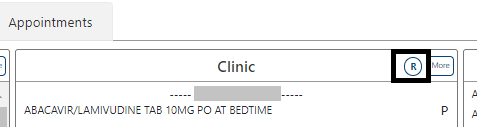 Appointments
Clinic R More
----- -----
ABACAVIR/LAMIVUDINE TAB 10MG PO AT BEDTIME P